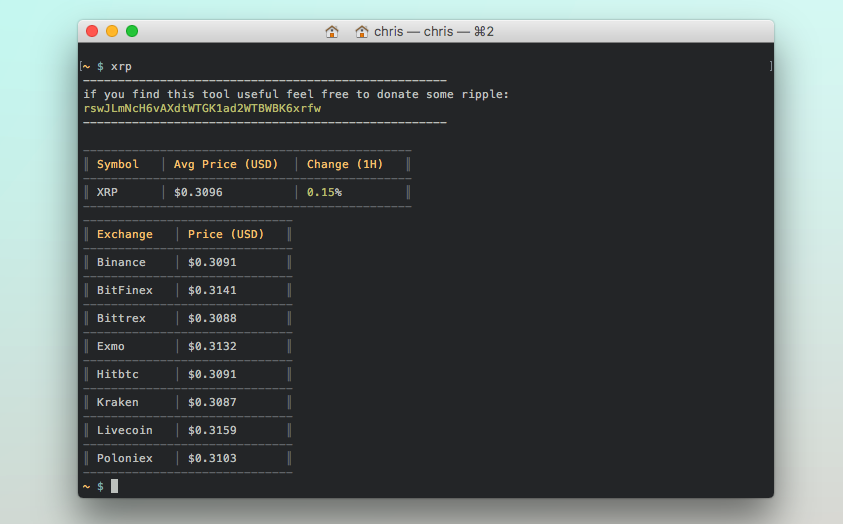 chris — chris — ⌘2
~ $ xrp
if you find this tool useful feel free to donate some ripple:
rswJLmNcH6vAXdtWTGK1ad2WTBWBK6xrfw
Symbol Avg Price (USD) Change (1H)
XRP $0.3096 0.15%
Exchange Price (USD)
Binance $0.3091
BitFinex $0.3141
Bittrex $0.3088
Exmo $0.3132
Hitbtc $0.3091
Kraken $0.3087
Livecoin $0.3159
Poloniex $0.3103
~ $